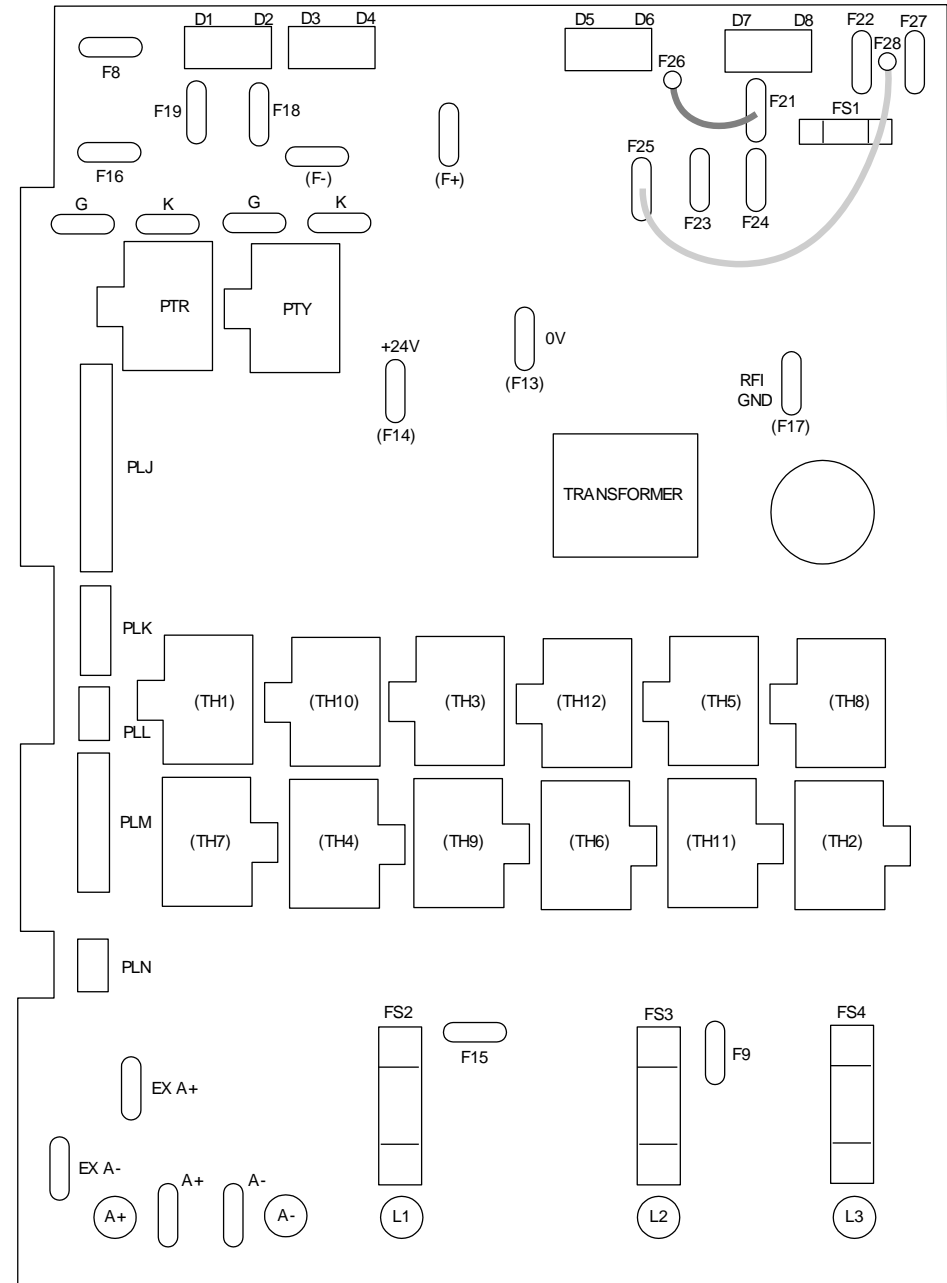 D1 D2 D3 D4 D5 D6 D7 D8 F22 F27
F28
F8
F26
F19 F18
F21
FS1
F16
(F-)
(F+)
F25
F23 F24
G K G K
PTR PTY
+24V
0V
(F13)
(F14)
RFI
GND
(F17)
PLJ
TRANSFORMER
PLK
(TH1) (TH10) (TH3) (TH12) (TH5) (TH8)
PLL
PLM
(TH7) (TH4) (TH9) (TH6) (TH11) (TH2)
PLN
FS2 FS3 FS4
F15 F9
EX A+
EX A-
A+ A-
A+ A- L1 L2 L3